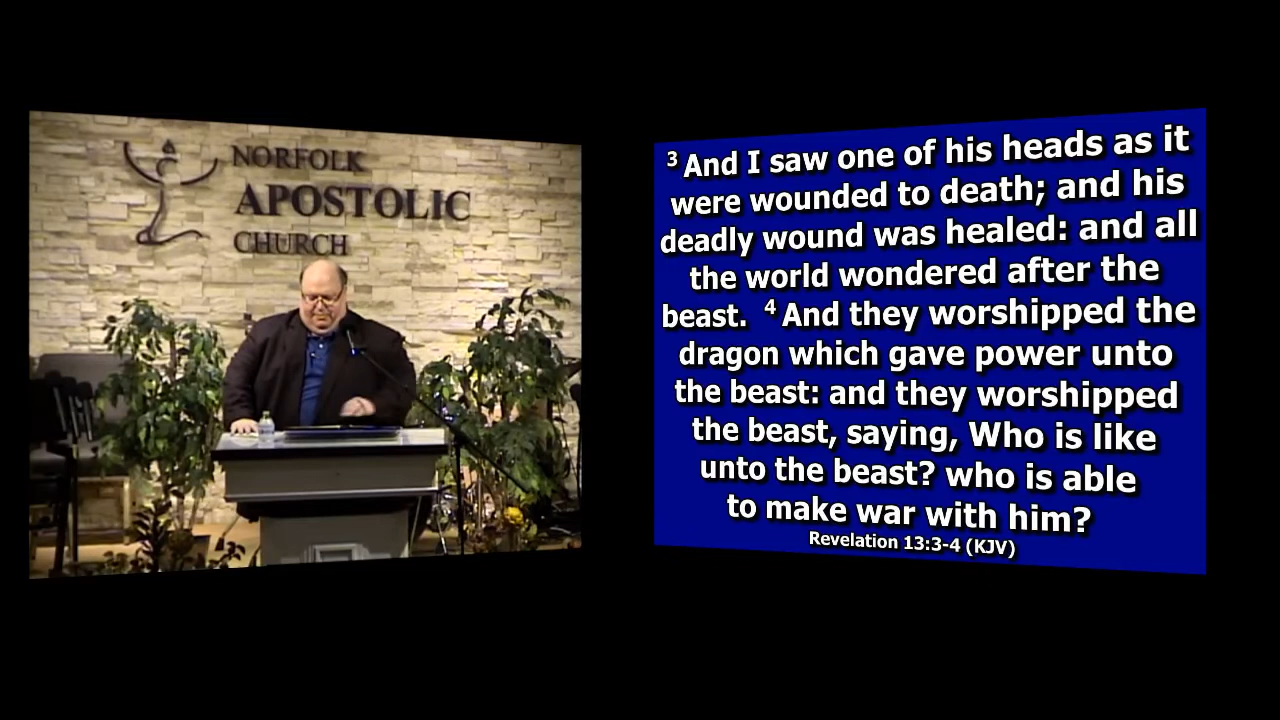 NORFOLK
APOSTOLIC
CHURCH
³ And I saw one of his heads as it
were wounded to death; and his
deadly wound was healed: and all
the world wondered after the
beast. ⁴ And they worshipped the
dragon which gave power unto
the beast: and they worshipped
the beast, saying, Who is like
unto the beast? who is able
to make war with him?
Revelation 13:3-4 (KJV)